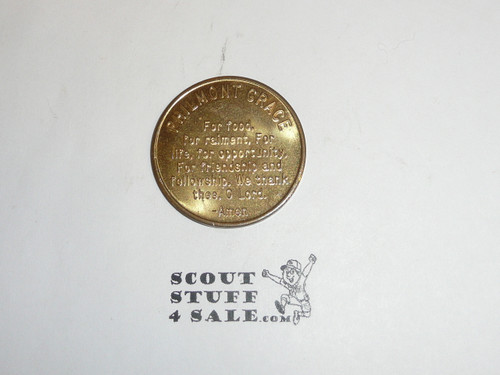 PHILMONT GRACE
For food,
For raiment, For
life, for opportunity,
For friendship and
Fellowship, We thank
thee, O Lord.
-Amen
SCOUT
STUFF
4 SALE.COM